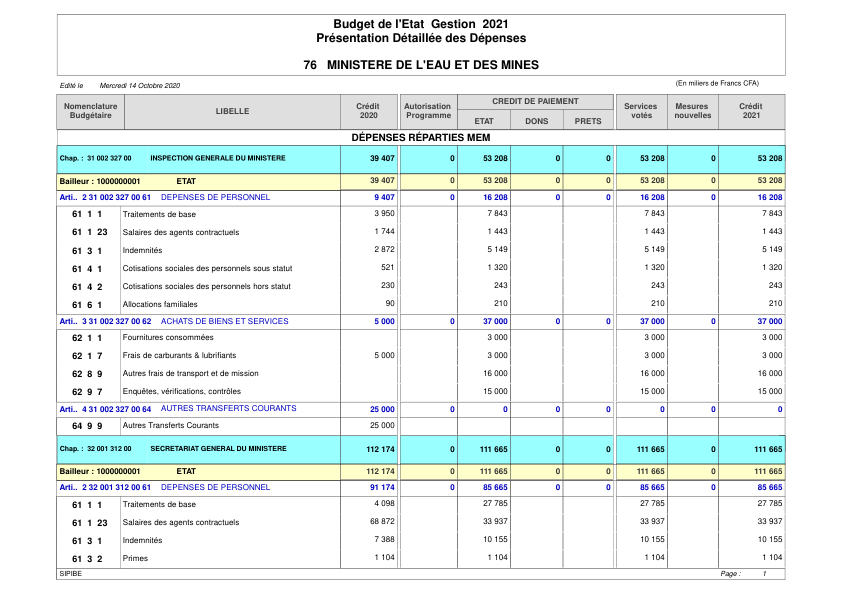 Budget de l'Etat Gestion 2021
Présentation Détaillée des Dépenses
76 MINISTERE DE L'EAU ET DES MINES
Edité le Mercredi 14 Octobre 2020
(En milliers de Francs CFA)
Nomenclature Budgétaire LIBELLE Crédit 2020 Autorisation Programme CREDIT DE PAIEMENT ETAT DONS PRETS Services votés Mesures nouvelles Crédit 2021
DÉPENSES RÉPARTIES MEM
Chap. : 31 002 327 00 INSPECTION GENERALE DU MINISTERE 39 407 0 53 208 0 0 53 208 0 53 208
Bailleur : 1000000001 ETAT 39 407 0 53 208 0 0 53 208 0 53 208
Arti.. 2 31 002 327 00 61 DEPENSES DE PERSONNEL 9 407 0 16 208 0 0 16 208 0 16 208
61 1 1 Traitements de base 3 950 7 843 7 843 7 843
61 1 23 Salaires des agents contractuels 1 744 1 443 1 443 1 443
61 3 1 Indemnités 2 872 5 149 5 149 5 149
61 4 1 Cotisations sociales des personnels sous statut 521 1 320 1 320 1 320
61 4 2 Cotisations sociales des personnels hors statut 230 243 243 243
61 6 1 Allocations familiales 90 210 210 210
Arti.. 3 31 002 327 00 62 ACHATS DE BIENS ET SERVICES 5 000 0 37 000 0 0 37 000 0 37 000
62 1 1 Fournitures consommées 3 000 3 000 3 000
62 1 7 Frais de carburants & lubrifiants 5 000 3 000 3 000 3 000
62 8 9 Autres frais de transport et de mission 16 000 16 000 16 000
62 9 7 Enquêtes, vérifications, contrôles 15 000 15 000 15 000
Arti.. 4 31 002 327 00 64 AUTRES TRANSFERTS COURANTS 25 000 0 0 0 0 0 0 0
64 9 9 Autres Transferts Courants 25 000
Chap. : 32 001 312 00 SECRETARIAT GENERAL DU MINISTERE 112 174 0 111 665 0 0 111 665 0 111 665
Bailleur : 1000000001 ETAT 112 174 0 111 665 0 0 111 665 0 111 665
Arti.. 2 32 001 312 00 61 DEPENSES DE PERSONNEL 91 174 0 85 665 0 0 85 665 0 85 665
61 1 1 Traitements de base 4 098 27 785 27 785 27 785
61 1 23 Salaires des agents contractuels 68 872 33 937 33 937 33 937
61 3 1 Indemnités 7 388 10 155 10 155 10 155
61 3 2 Primes 1 104 1 104 1 104 1 104
SIPIBE Page : 1